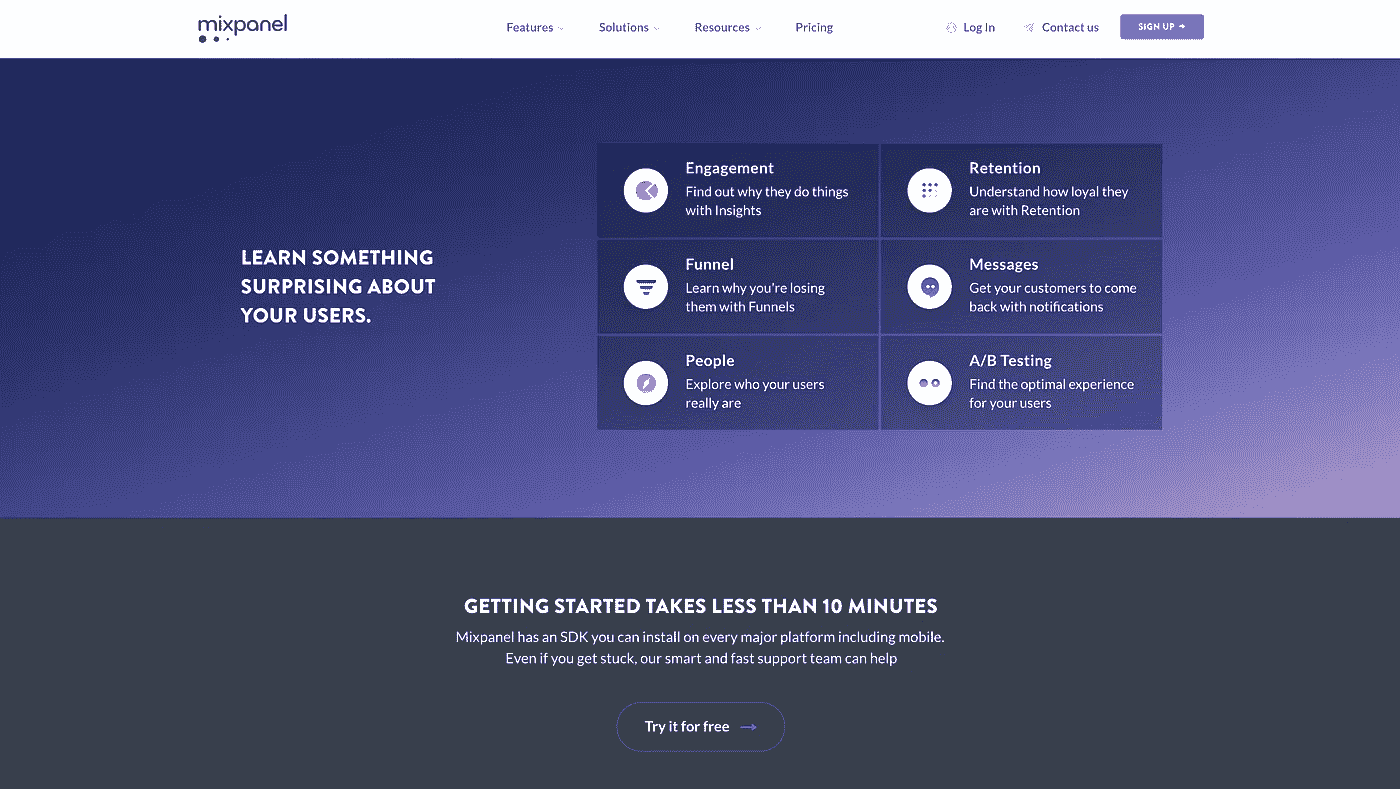 mixpanel
Features
Solutions
Resources
Pricing
Log In
Contact us
SIGN UP
LEARN SOMETHING
SURPRISING ABOUT
YOUR USERS.
Engagement
Find out why they do things
with Insights
Retention
Understand how loyal they
are with Retention
Funnel
Learn why you're losing
them with Funnels
Messages
Get your customers to come
back with notifications
People
Explore who your users
really are
A/B Testing
Find the optimal experience
for your users
GETTING STARTED TAKES LESS THAN 10 MINUTES
Mixpanel has an SDK you can install on every major platform including mobile.
Even if you get stuck, our smart and fast support team can help
Try it for free